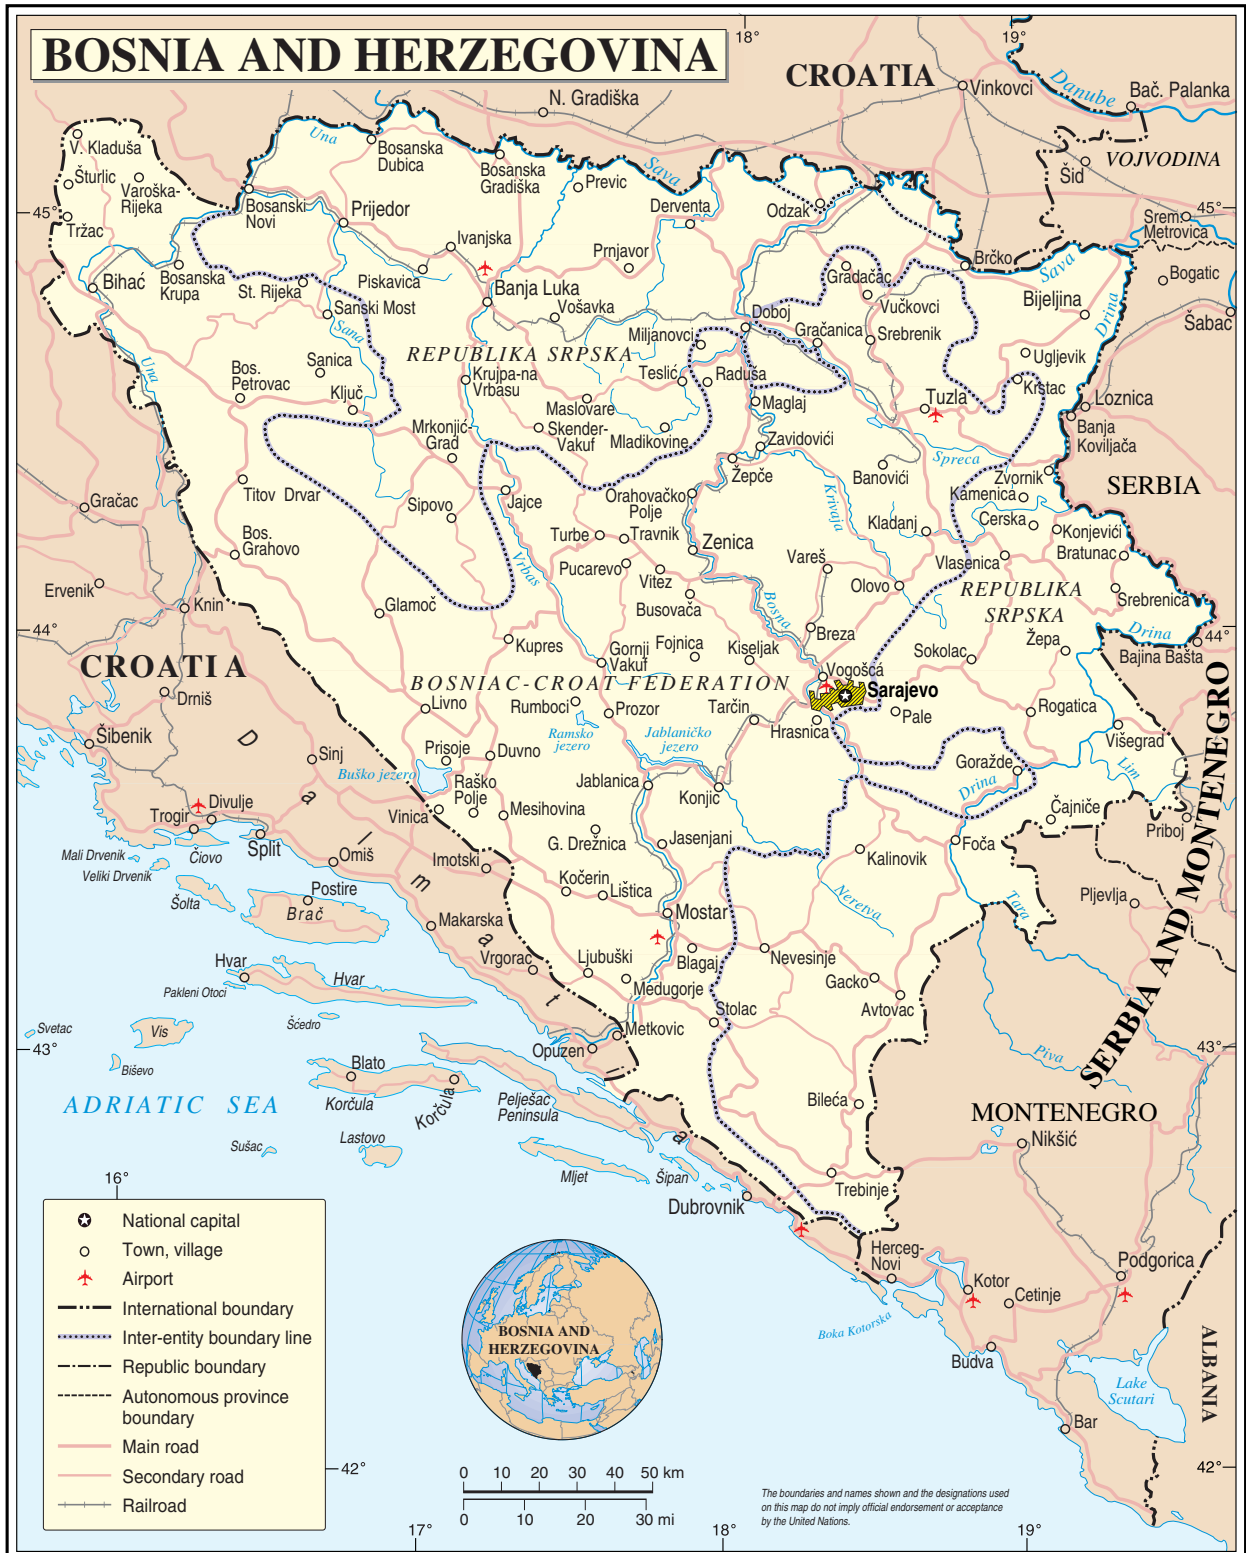 BOSNIA AND HERZEGOVINA
18°
19°
CROATIA
Vinkovci
Danube
Bač. Palanka
N. Gradiška
VOJVODINA
Šid
V. Kladuša
Una
Bosanska
Dubica
Bosanska
Gradiška
Previc
Sava
Šturlic
Varoška-
Rijeka
Bosanski
Novi
Prijedor
Derventa
Odzak
Srem.
Metrovica
45°
45°
Tržac
Ivanjska
Prnjavor
Brčko
Sava
Bogatic
Bihać
Bosanska
Krupa
St. Rijeka
Piskavica
Banja Luka
Gradačac
Vučkovci
Bijeljina
Drina
Šabac
Sanski Most
Sana
Vošavka
Doboj
Gračanica
Srebrenik
Miljanovci
REPUBLIKA SRPSKA
Una
Sanica
Ugljevik
Bos.
Petrovac
Ključ
Krujpa-na
Vrbasu
Teslić
Raduša
Krstac
Maglaj
Tuzla
Loznica
Maslovare
Skender-
Vakuf
Mladikovine
Banja
Koviljača
Mrkonjić-
Grad
Zavidovići
Spreca
Žepče
Banovići
Zvornik
Kamenica
SERBIA
Titov Drvar
Sipovo
Jajce
Orahovačko
Polje
Krivaja
Gračac
Kladanj
Cerska
Konjevići
Bos.
Grahovo
Turbe
Travnik
Zenica
Bratunac
Vrbas
Pucarevo
Vitez
Vareš
Vlasenica
Olovo
Ervenik
Busovača
Bosna
REPUBLIKA
SRPSKA
Srebrenica
Knin
Glamoč
Drina
44°
44°
Kupres
Gornji
Vakuf
Fojnica
Kiseljak
Breza
Žepa
Sokolac
Bajina Bašta
CROATIA
Vogošća
BOSNIAC-CROAT FEDERATION
Sarajevo
Drniš
Livno
Rumboci
Prozor
Tarčin
Pale
Rogatica
Hrasnica
Šibenik
Ramsko
jezero
Jablaničko
jezero
Višegrad
Dalmatia
Sinj
Prisoje
Duvno
Goražde
Lim
Buško jezero
Raško
Polje
Jablanica
Drina
Konjic
Čajniče
Divulje
Trogir
Vinica
Mesihovina
Priboj
G. Drežnica
Jasenjani
Split
Foča
SERBIA AND MONTENEGRO
Mali Drvenik
Čiovo
Omiš
Imotski
Kalinovik
Veliki Drvenik
Šolta
Postire
Brač
Kočerin
Lištica
Tara
Pljevlja
Neretva
Makarska
Mostar
Hvar
Hvar
Vrgorac
Ljubuški
Blagaj
Nevesinje
Pakleni Otoci
Medugorje
Gacko
Avtovac
Šćedro
Stolac
Svetac
Vis
Metkovic
43°
43°
Opuzen
Piva
Biševo
Blato
Korčula
Korčula
Pelješac
Peninsula
ADRIATIC SEA
Bileća
MONTENEGRO
Nikšić
Sušac
Lastovo
Mljet
Šipan
Trebinje
16°
Dubrovnik
National capital
Town, village
Airport
International boundary
Inter-entity boundary line
Republic boundary
Autonomous province
boundary
Main road
Secondary road
Railroad
Herceg-
Novi
Podgorica
Kotor
Cetinje
BOSNIA AND
HERZEGOVINA
Boka Kotorska
Budva
ALBANIA
Lake
Scutari
Bar
42°
42°
0 10 20 30 40 50 km
0 10 20 30 mi
The boundaries and names shown and the designations used
on this map do not imply official endorsement or acceptance
by the United Nations.
17°
18°
19°